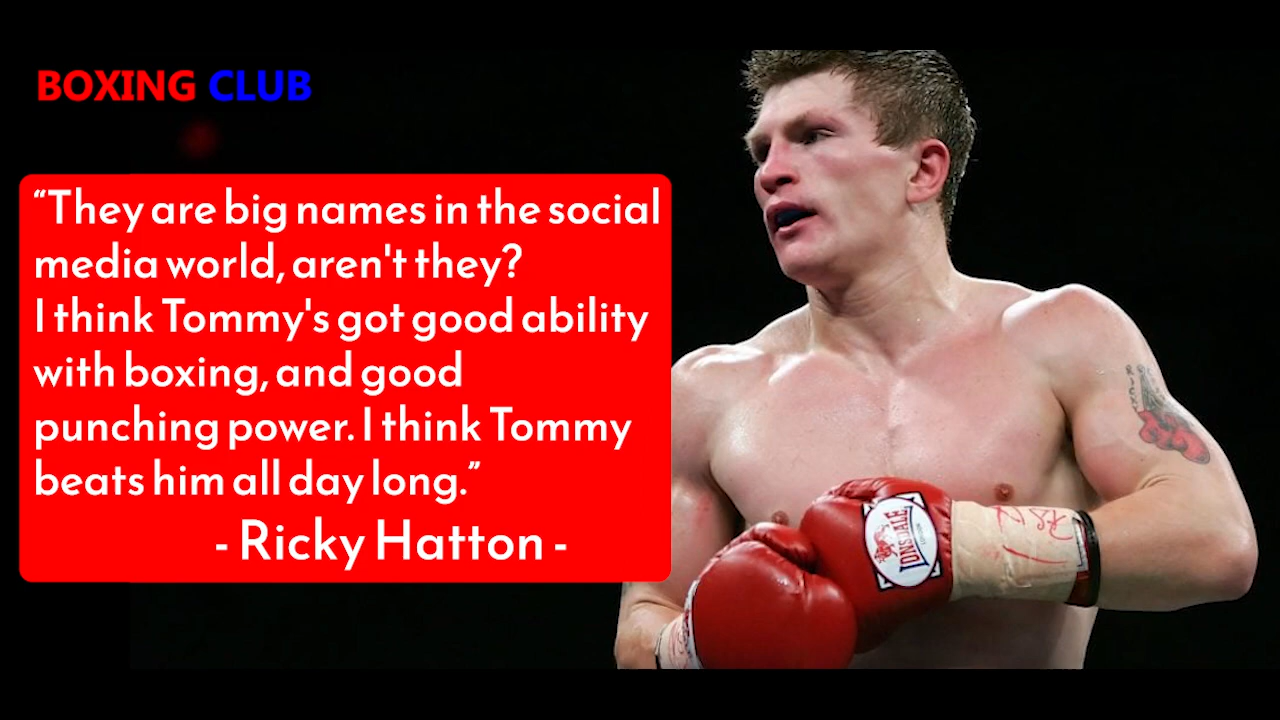 BOXING CLUB
“They are big names in the social
media world, aren't they?
I think Tommy's got good ability
with boxing, and good
punching power. I think Tommy
beats him all day long.”
- Ricky Hatton -
LONSDALE
LONDON